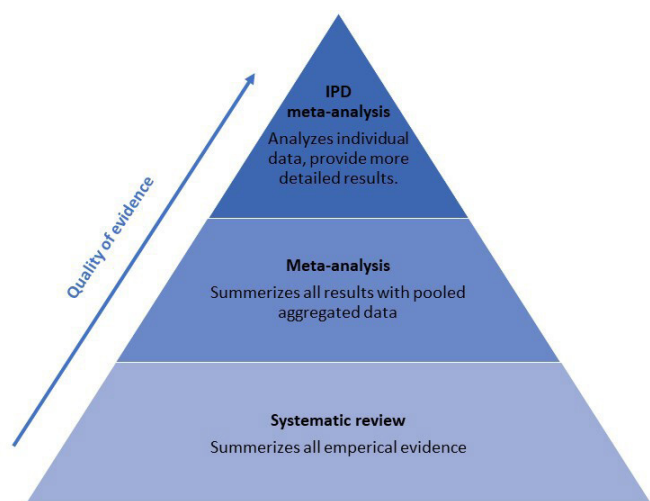 IPD
meta-analysis
Analyzes individual
data, provide more
detailed results.
Quality of evidence
Meta-analysis
Summerizes all results with pooled
aggregated data
Systematic review
Summerizes all emperical evidence